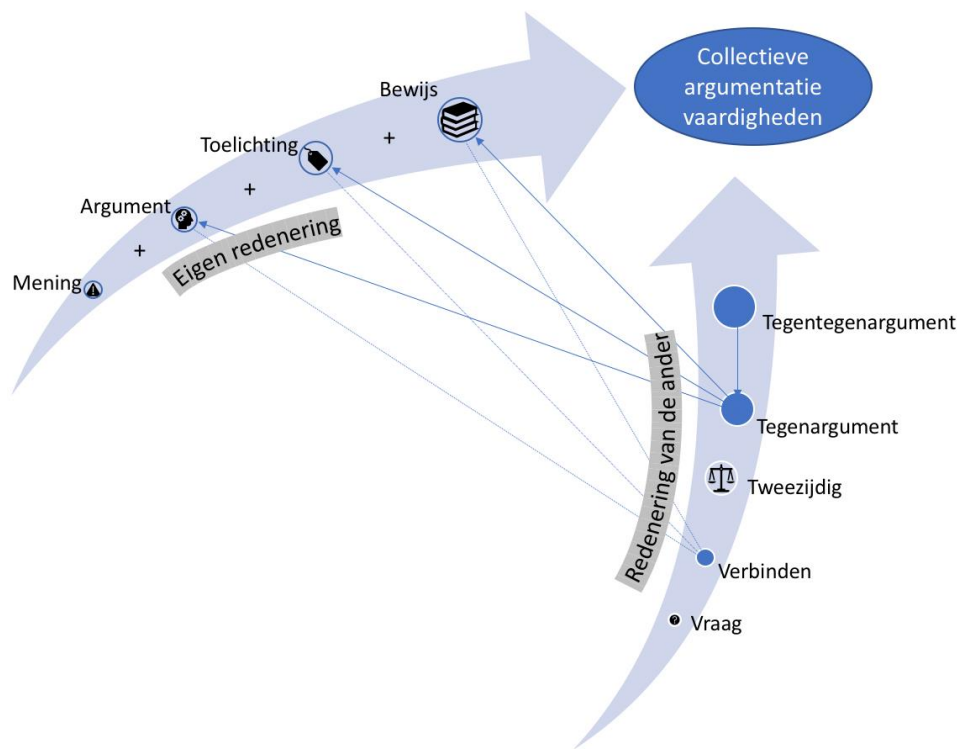 Collectieve
argumentatie
vaardigheden
Bewijs
+
Toelichting
+
Argument
+
Mening
Eigen redenering
Redenering van de ander
Tegentegenargument
Tegenargument
Tweezijdig
Verbinden
?
Vraag